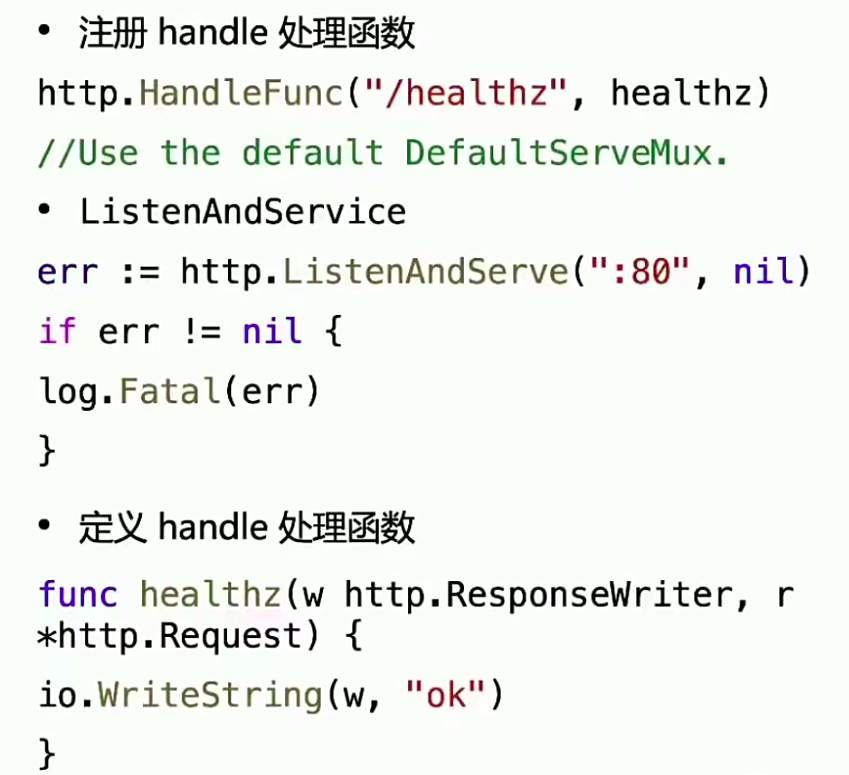 • 注册 handle 处理函数
http.HandleFunc("/healthz", healthz)
//Use the default DefaultServeMux.
• ListenAndService
err := http.ListenAndServe(":80", nil)
if err != nil {
log.Fatal(err)
}
• 定义 handle 处理函数
func healthz(w http.ResponseWriter, r
*http.Request) {
io.WriteString(w, "ok")
}